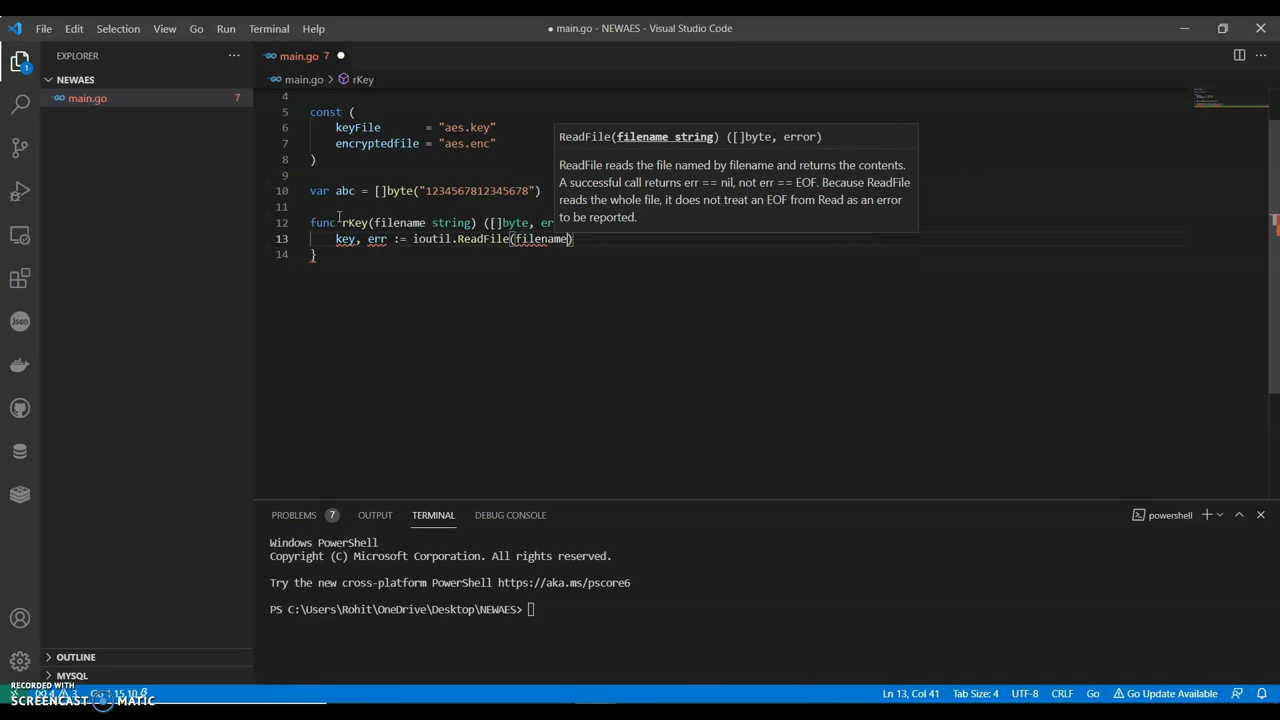 File Edit Selection View Go Run Terminal Help
● main.go - NEWAES - Visual Studio Code
EXPLORER
main.go 7
NEWAES
main.go > rKey
main.go 7
4
5 const (
6 keyFile = "aes.key"
7 encryptedfile = "aes.enc"
8 )
9
10 var abc = []byte("1234567812345678")
11
12 func rKey(filename string) ([]byte, er
13 key, err := ioutil.ReadFile(filename)
14 }
ReadFile(filename string) ([]byte, error)
ReadFile reads the file named by filename and returns the contents.
A successful call returns err == nil, not err == EOF. Because ReadFile
reads the whole file, it does not treat an EOF from Read as an error
to be reported.
1
Json
PROBLEMS 7 OUTPUT TERMINAL DEBUG CONSOLE
powershell
Windows PowerShell
Copyright (C) Microsoft Corporation. All rights reserved.
Try the new cross-platform PowerShell https://aka.ms/pscore6
PS C:\Users\Rohit\OneDrive\Desktop\NEWAES>
OUTLINE
MYSQL
RECORDED WITH
SCREENCAST MATIC
4 3 1.15.10
Ln 13, Col 41 Tab Size: 4 UTF-8 CRLF Go Go Update Available